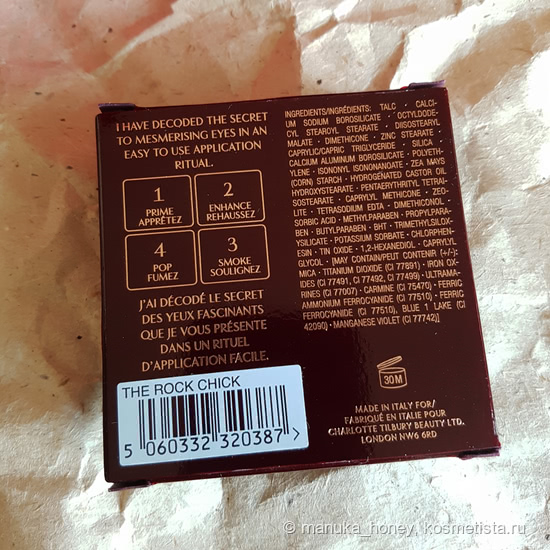 I HAVE DECODED THE SECRET
TO MESMERISING EYES IN AN
EASY TO USE APPLICATION
RITUAL.
1
PRIME
APPRÊTEZ
2
ENHANCE
REHAUSSEZ
4
POP
FUMEZ
3
SMOKE
SOULIGNEZ
J'AI DÉCODÉ LE SECRET
DES YEUX FASCINANTS
QUE JE VOUS PRÉSENTE
DANS UN RITUEL
D'APPLICATION FACILE.
THE ROCK CHICK
5 060332 320387 >
INGREDIENTS/INGRÉDIENTS: TALC • CALCI-
UM SODIUM BOROSILICATE • OCTYLDODE-
CYL STEAROYL STEARATE • DIISOSTEARYL
MALATE • DIMETHICONE • ZINC STEARATE •
CAPRYLIC/CAPRIC TRIGLYCERIDE • SILICA •
CALCIUM ALUMINUM BOROSILICATE • POLYETH-
YLENE • ISONONYL ISONONANOATE • ZEA MAYS
(CORN) STARCH • HYDROGENATED CASTOR OIL
HYDROXYSTEARATE • PENTAERYTHRITYL TETRAI-
SOSTEARATE • CAPRYLYL METHICONE • ZEO-
LITE • TETRASODIUM EDTA • DIMETHICONOL •
SORBIC ACID • METHYLPARABEN • PROPYLPARA-
BEN • BUTYLPARABEN • BHT • TRIMETHYLSILOX-
YSILICATE • POTASSIUM SORBATE • CHLORPHEN-
ESIN • TIN OXIDE • 1,2-HEXANEDIOL • CAPRYLYL
GLYCOL • [MAY CONTAIN/PEUT CONTENIR (+/-):
MICA • TITANIUM DIOXIDE (CI 77891) • IRON OX-
IDES (CI 77491, CI 77492, CI 77499) • ULTRAMA-
RINES (CI 77007) • CARMINE (CI 75470) • FERRIC
AMMONIUM FERROCYANIDE (CI 77510) • FERRIC
FERROCYANIDE (CI 77510), BLUE 1 LAKE (CI
42090) • MANGANESE VIOLET (CI 77742)]
30M
MADE IN ITALY FOR/
FABRIQUÉ EN ITALIE POUR
CHARLOTTE TILBURY BEAUTY LTD.
LONDON NW6 6RD
© manuka_honey, kosmetista.ru